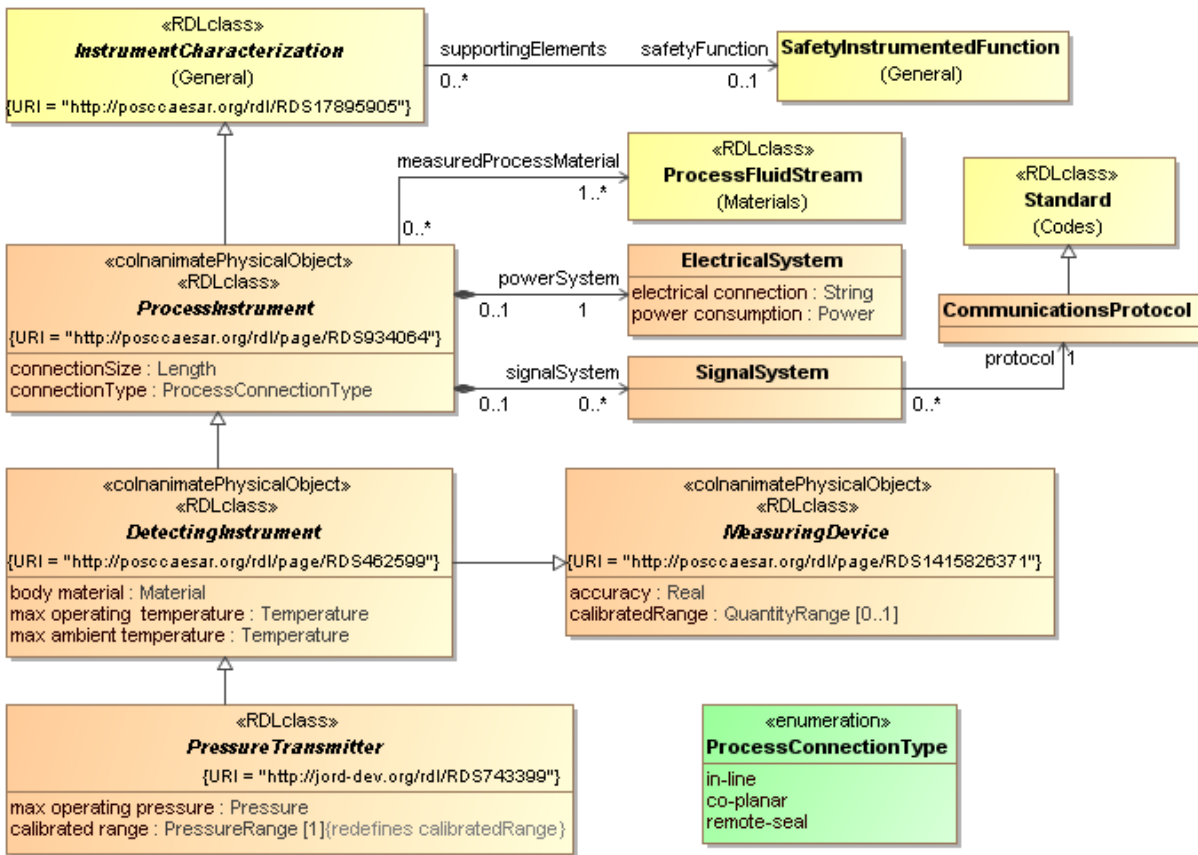 «RDLclass»
InstrumentCharacterization
(General)
{URI = "http://posccaesar.org/rdl/RDS17895905"}
supportingElements
0..*
safetyFunction
0..1
SafetyInstrumentedFunction
(General)
measuredProcessMaterial
1..*
0..*
«RDLclass»
ProcessFluidStream
(Materials)
«RDLclass»
Standard
(Codes)
«coInanimatePhysicalObject»
«RDLclass»
ProcessInstrument
{URI = "http://posccaesar.org/rdl/page/RDS934064"}
connectionSize : Length
connectionType : ProcessConnectionType
powerSystem
0..1
1
ElectricalSystem
electrical connection : String
power consumption : Power
CommunicationsProtocol
signalSystem
0..1
0..*
SignalSystem
protocol
1
0..*
«coInanimatePhysicalObject»
«RDLclass»
DetectingInstrument
{URI = "http://posccaesar.org/rdl/page/RDS462599"}
body material : Material
max operating temperature : Temperature
max ambient temperature : Temperature
«coInanimatePhysicalObject»
«RDLclass»
MeasuringDevice
{URI = "http://posccaesar.org/rdl/page/RDS1415826371"}
accuracy : Real
calibratedRange : QuantityRange [0..1]
«RDLclass»
PressureTransmitter
{URI = "http://jord-dev.org/rdl/RDS743399"}
max operating pressure : Pressure
calibrated range : PressureRange [1]{redefines calibratedRange}
«enumeration»
ProcessConnectionType
in-line
co-planar
remote-seal